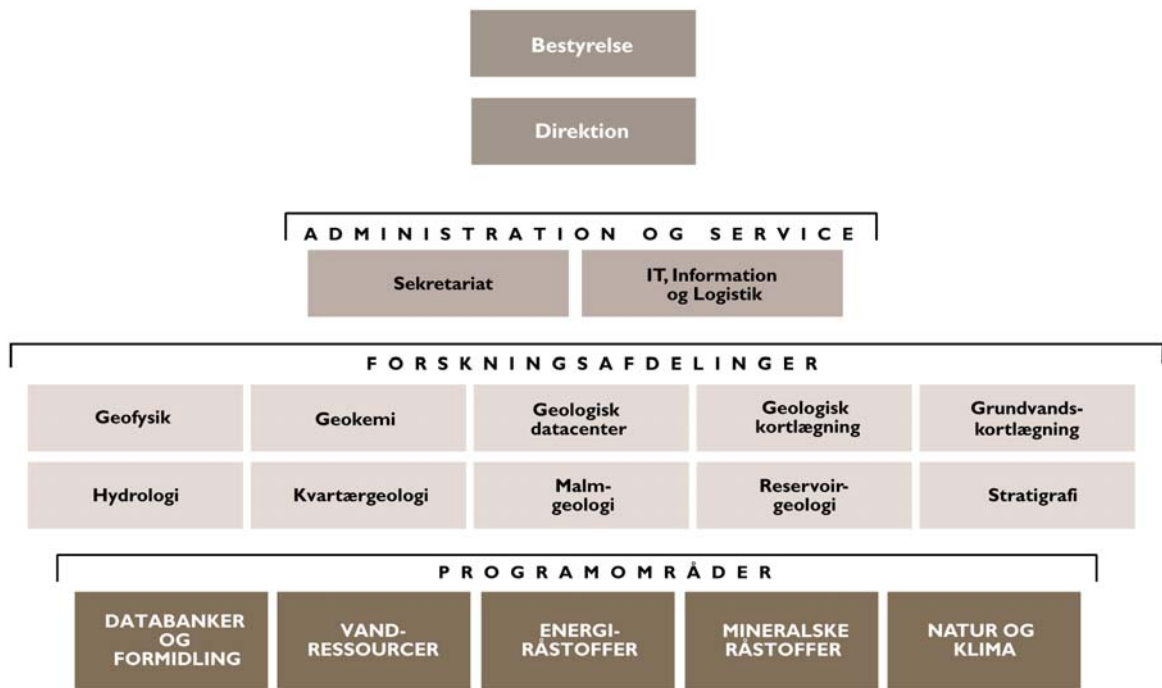 Bestyrelse
Direktion
ADMINISTRATION OG SERVICE
Sekretariat
IT, Information
og Logistik
FORSKNINGSAFDELINGER
Geofysik
Geokemi
Geologisk
datacenter
Geologisk
kortlægning
Grundvands-
kortlægning
Hydrologi
Kvartærgeologi
Malm-
geologi
Reservoir-
geologi
Stratigrafi
PROGRAMOMRÅDER
DATABANKER
OG
FORMIDLING
VAND-
RESSOURCER
ENERGI-
RÅSTOFFER
MINERALSKE
RÅSTOFFER
NATUR OG
KLIMA